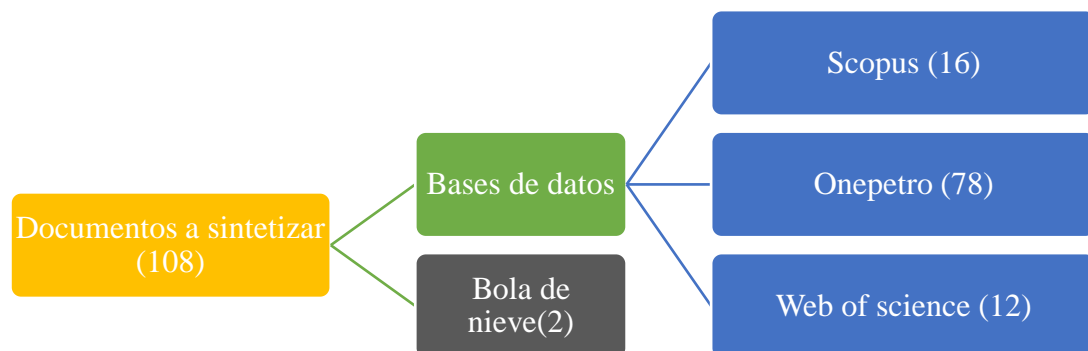 Documentos a sintetizar
(108)
Bases de datos
Bola de
nieve(2)
Scopus (16)
Onepetro (78)
Web of science (12)